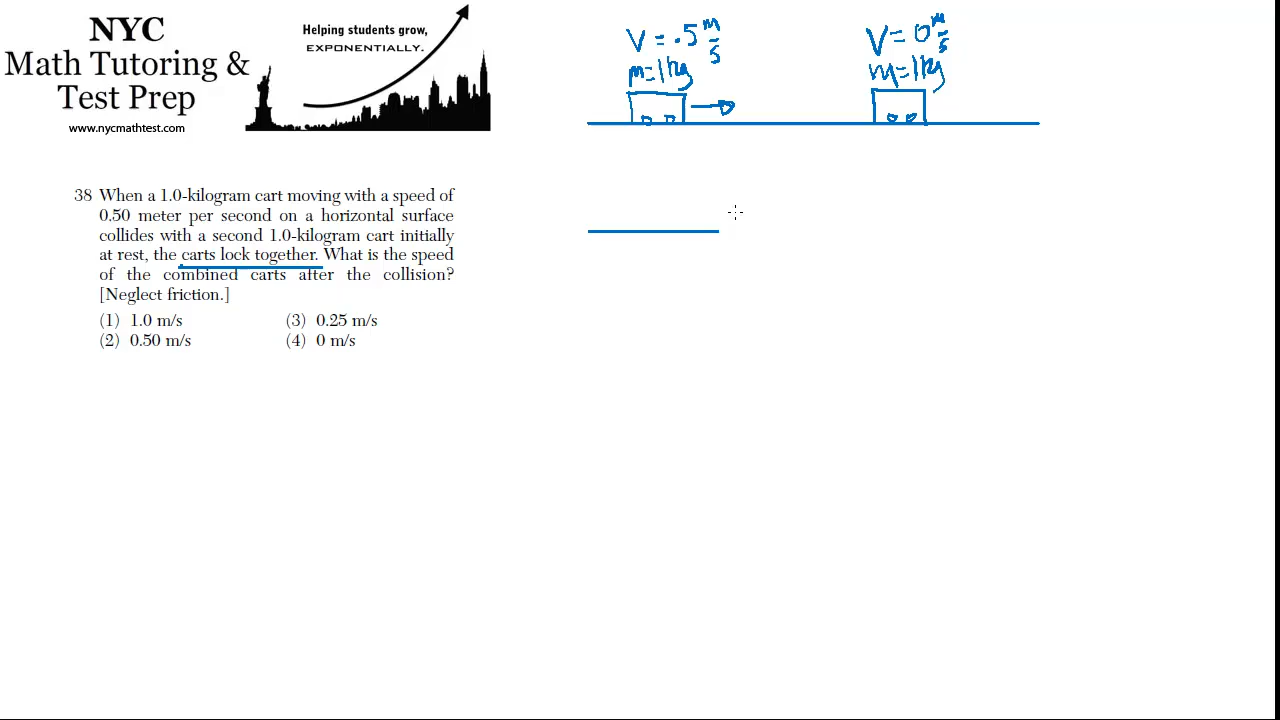 NYC
Math Tutoring &
Test Prep
www.nycmathtest.com
Helping students grow,
EXPONENTIALLY.
V = .5 m/s
m=1kg
V= 0 m/s
m=1kg
38 When a 1.0-kilogram cart moving with a speed of
0.50 meter per second on a horizontal surface
collides with a second 1.0-kilogram cart initially
at rest, the carts lock together. What is the speed
of the combined carts after the collision?
[Neglect friction.]
(1) 1.0 m/s (3) 0.25 m/s
(2) 0.50 m/s (4) 0 m/s